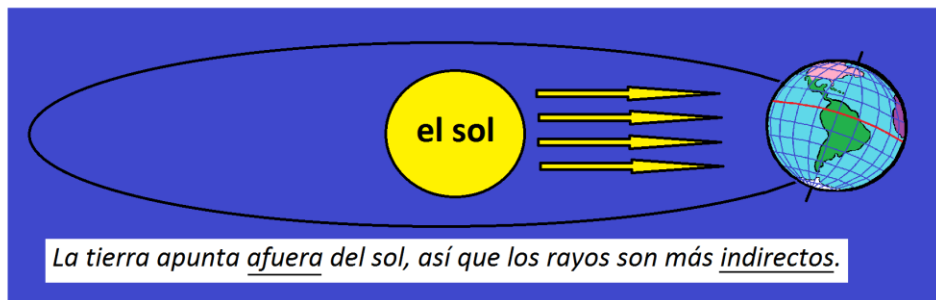 el sol
La tierra apunta afuera del sol, así que los rayos son más indirectos.